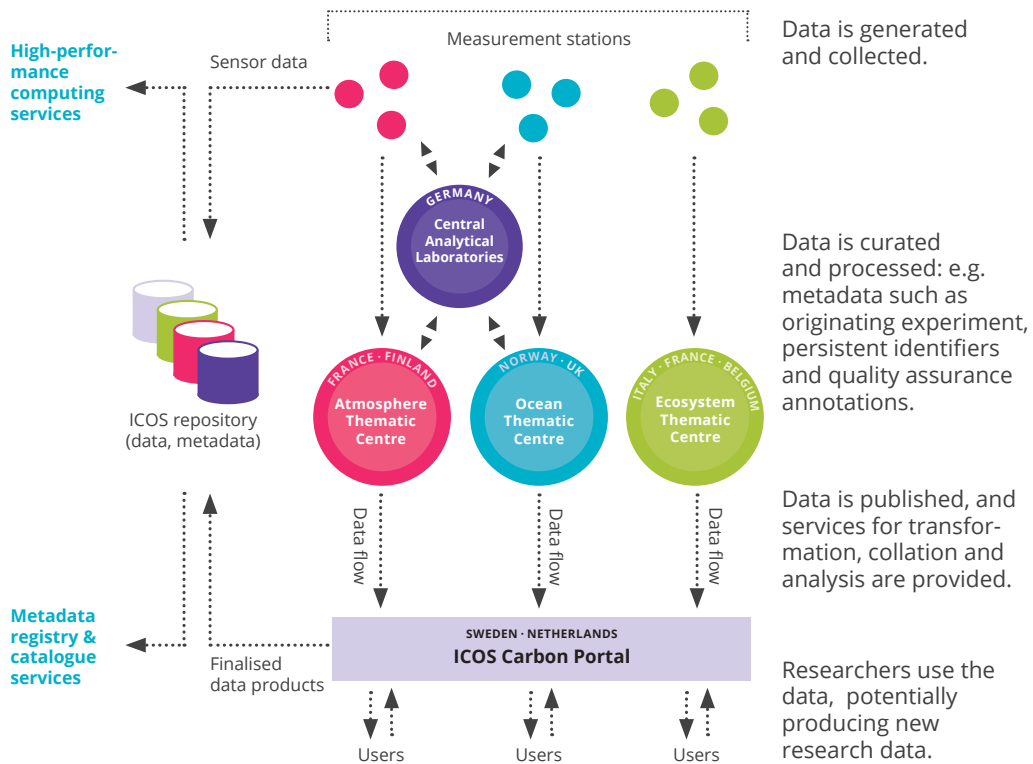 Measurement stations
Data is generated
and collected.
High-perfor-
mance
computing
services
Sensor data
GERMANY
Central
Analytical
Laboratories
Data is curated
and processed: e.g.
metadata such as
originating experiment,
persistent identifiers
and quality assurance
annotations.
ICOS repository
(data, metadata)
FRANCE · FINLAND
Atmosphere
Thematic
Centre
NORWAY · UK
Ocean
Thematic
Centre
ITALY · FRANCE · BELGIUM
Ecosystem
Thematic
Centre
Data flow
Data flow
Data flow
Data is published, and
services for transfor-
mation, collation and
analysis are provided.
Metadata
registry &
catalogue
services
Finalised
data products
SWEDEN · NETHERLANDS
ICOS Carbon Portal
Researchers use the
data,  potentially
producing new
research data.
Users
Users
Users